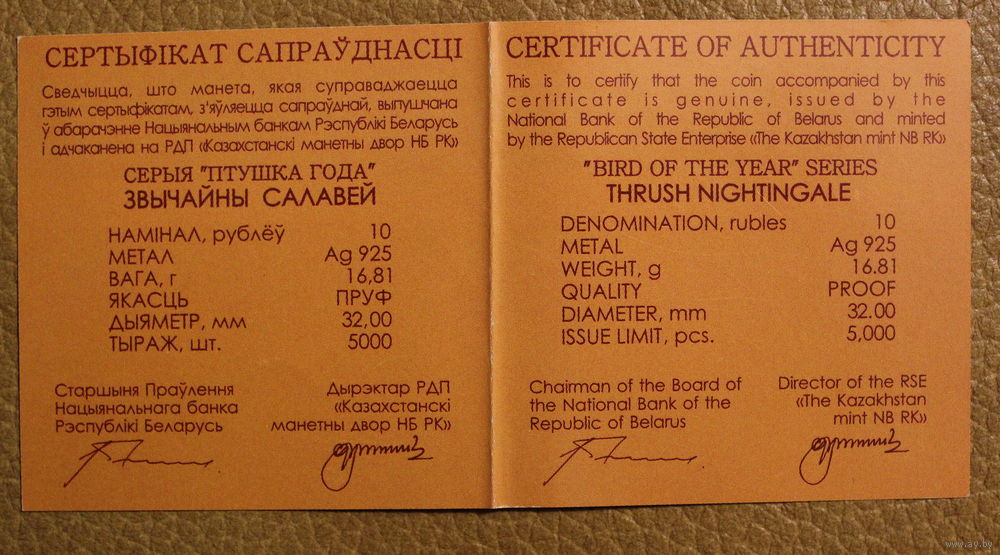 СЕРТЫФІКАТ САПРАЎДНАСЦІ
Сведчыцца, што манета, якая суправаджаецца
гэтым сертыфікатам, з'яўляецца сапраўднай, выпушчана
ў абарачэнне Нацыянальным банкам Рэспублікі Беларусь
і адчаканена на РДП «Казахстанскі манетны двор НБ РК»
СЕРЫЯ "ПТУШКА ГОДА"
ЗВЫЧАЙНЫ САЛАВЕЙ
НАМІНАЛ, рублёў 10
МЕТАЛ Ag 925
ВАГА, г 16,81
ЯКАСЦЬ ПРУФ
ДЫЯМЕТР, мм 32,00
ТЫРАЖ, шт. 5000
Старшыня Праўлення
Нацыянальнага банка
Рэспублікі Беларусь
Дырэктар РДП
«Казахстанскі
манетны двор НБ РК»
CERTIFICATE OF AUTHENTICITY
This is to certify that the coin accompanied by this
certificate is genuine, issued by the
National Bank of the Republic of Belarus and minted
by the Republican State Enterprise «The Kazakhstan mint NB RK»
"BIRD OF THE YEAR" SERIES
THRUSH NIGHTINGALE
DENOMINATION, rubles 10
METAL Ag 925
WEIGHT, g 16.81
QUALITY PROOF
DIAMETER, mm 32.00
ISSUE LIMIT, pcs. 5,000
Chairman of the Board of
the National Bank of the
Republic of Belarus
Director of the RSE
«The Kazakhstan
mint NB RK»
www.ay.by